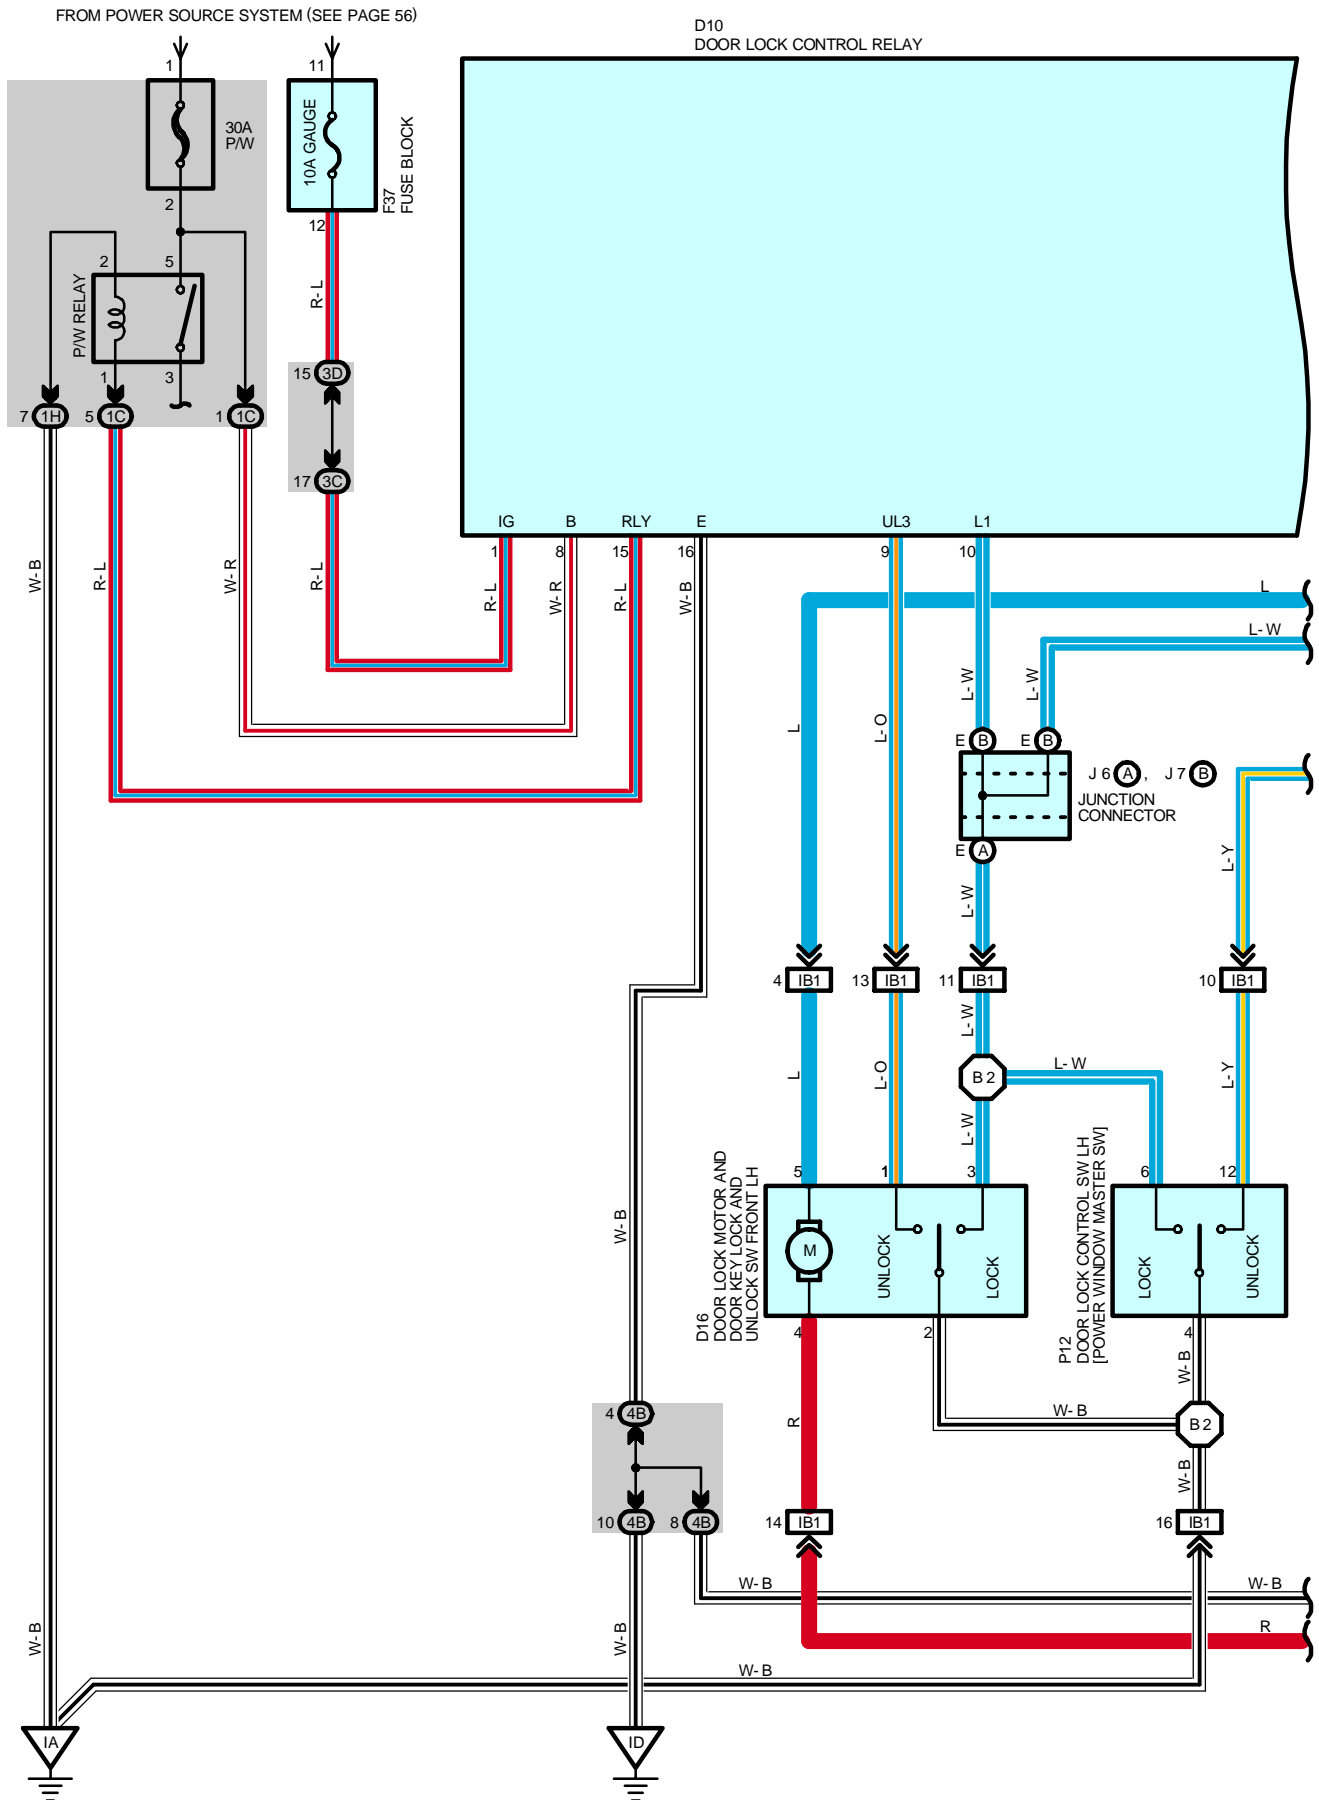 FROM POWER SOURCE SYSTEM (SEE PAGE 56)
D10
DOOR LOCK CONTROL RELAY
1
11
30A
P/W
10A GAUGE
F37
FUSE BLOCK
2
12
2
5
P/W RELAY
R-L
1
3
15 3D
7 1H
5 1C
1 1C
17 3C
IG
B
RLY
E
UL3
L1
1
8
15
16
9
10
W-B
R-L
W-R
R-L
R-L
W-R
R-L
W-B
L
L-W
L
L-O
L-W
L-W
E B
E B
J6 A, J7 B
JUNCTION
CONNECTOR
E A
L-W
L-Y
4 IB1
13 IB1
11 IB1
10 IB1
L
L-O
L-W
B2
L-W
L-Y
L-W
5
1
3
6
12
D16
DOOR LOCK MOTOR AND
DOOR KEY LOCK AND
UNLOCK SW FRONT LH
M
UNLOCK
LOCK
P12
DOOR LOCK CONTROL SW LH
[POWER WINDOW MASTER SW]
LOCK
UNLOCK
W-B
4
2
4
W-B
4 4B
R
W-B
B2
W-B
10 4B
8 4B
14 IB1
16 IB1
W-B
W-B
R
W-B
W-B
W-B
IA
ID